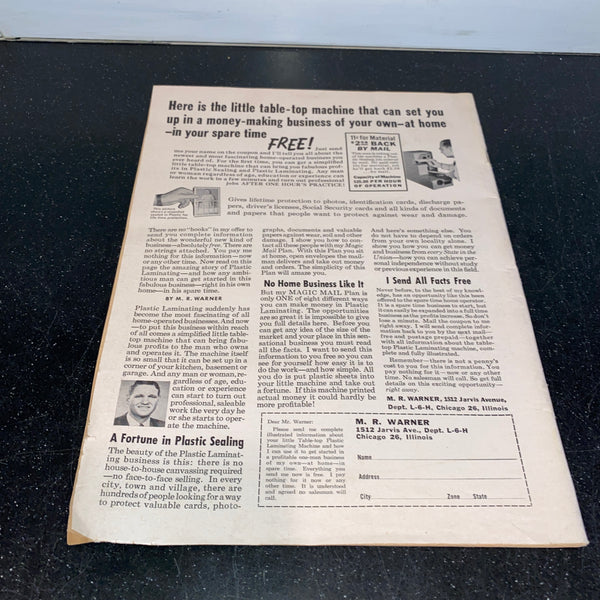 Here is the little table-top machine that can set you
up in a money-making business of your own—at home
—in your spare time
FREE!
Just send
me your name on the coupon and I'll tell you all about the
newest and most fascinating home-operated business you
ever heard of. For the first time, you can get a simplified
little table-top machine that can bring you fabulous prof-
its in Plastic Sealing and Plastic Laminating. Any man
or woman regardless of age, education or experience can
learn the work in a few minutes and turn out professional
jobs AFTER ONE HOUR'S PRACTICE!
11¢ for Material
BACK
BY MAIL
Capacity of Machine
$25.00 PER HOUR
OF OPERATION
Gives lifetime protection to photos, identification cards, discharge pa-
pers, driver's licenses, Social Security cards and all kinds of documents
and papers that people want to protect against wear and damage.
There are no "hooks" in my offer to
send you complete information
about the wonderful new kind of
business—absolutely free. There are
no strings attached. You pay me
nothing for this information—now
or any other time. Now read on this
page the amazing story of Plastic
Laminating—and how any ambi-
tious man can get started in this
fabulous business—right in his own
home—in his spare time.
BY M. R. WARNER
Plastic Laminating suddenly has
become the most fascinating of all
home-operated businesses. And now
—to put this business within reach
of all comes a simplified little table-
top machine that can bring fabu-
lous profits to the man who owns
and operates it. The machine itself
is so small that it can be set up in a
corner of your kitchen, basement or
garage. And any man or woman, re-
gardless of age, edu-
cation or experience
can start to turn out
professional, saleable
work the very day he
or she starts to oper-
ate the machine.
A Fortune in Plastic Sealing
The beauty of the Plastic Laminat-
ing business is this: there is no
house-to-house canvassing required
—no face-to-face selling. In every
city, town and village, there are
hundreds of people looking for a way
to protect valuable cards, photo-
graphs, documents and valuable
papers against wear, soil and other
damage. I show you how to con-
tact all these people with my Magic
Mail Plan. With this Plan you sit
at home, open envelopes the mail-
man delivers and take out money
and orders. The simplicity of this
Plan will amaze you.
No Home Business Like It
But my MAGIC MAIL Plan is
only ONE of eight different ways
you can make money in Plastic
Laminating. The opportunities
are so great it is impossible to give
you full details here. Before you
can get any idea of the size of the
market and your place in this sen-
sational business you must read
all the facts. I want to send this
information to you free so you can
see for yourself how easy it is to
do the work—and how simple. All
you do is put plastic sheets into
your little machine and take out
a fortune. If this machine printed
actual money it could hardly be
more profitable!
And here's something else. You
do not have to depend on orders
from your own locality alone. I
show you how you can get money
and business from every State in the
Union—how you can achieve per-
sonal independence without study
or previous experience in this field.
I Send All Facts Free
Never before, to the best of my knowl-
edge, has an opportunity like this been
offered to the spare time home operator.
It is a spare time business at first—but
it can easily be expanded into a full time
business as the profits increase. So don't
lose a minute. Mail the coupon to me
right away. I will send complete infor-
mation back to you by the next mail—
free and postage prepaid—together
with all information about the table-
top Plastic Laminating machine, com-
plete and fully illustrated.
Remember—there is not a penny's
cost to you for this information. You
pay nothing for it — now or any other
time. No salesman will call. So get full
details on this exciting opportunity—
right away.
M. R. WARNER, 1512 Jarvis Avenue,
Dept. L-6-H, Chicago 26, Illinois
Dear Mr. Warner:
Please send me complete
illustrated information about
your little Table-top Plastic
Laminating Machine and how
I can use it to get started in
a profitable one-man business
of my own—at home—in
spare time. Everything you
send me now is free. I pay
nothing for it now or any
other time. It is understood
and agreed no salesman will
call.
M. R. WARNER
1512 Jarvis Ave., Dept. L-6-H
Chicago 26, Illinois
Name
Address
City Zone State